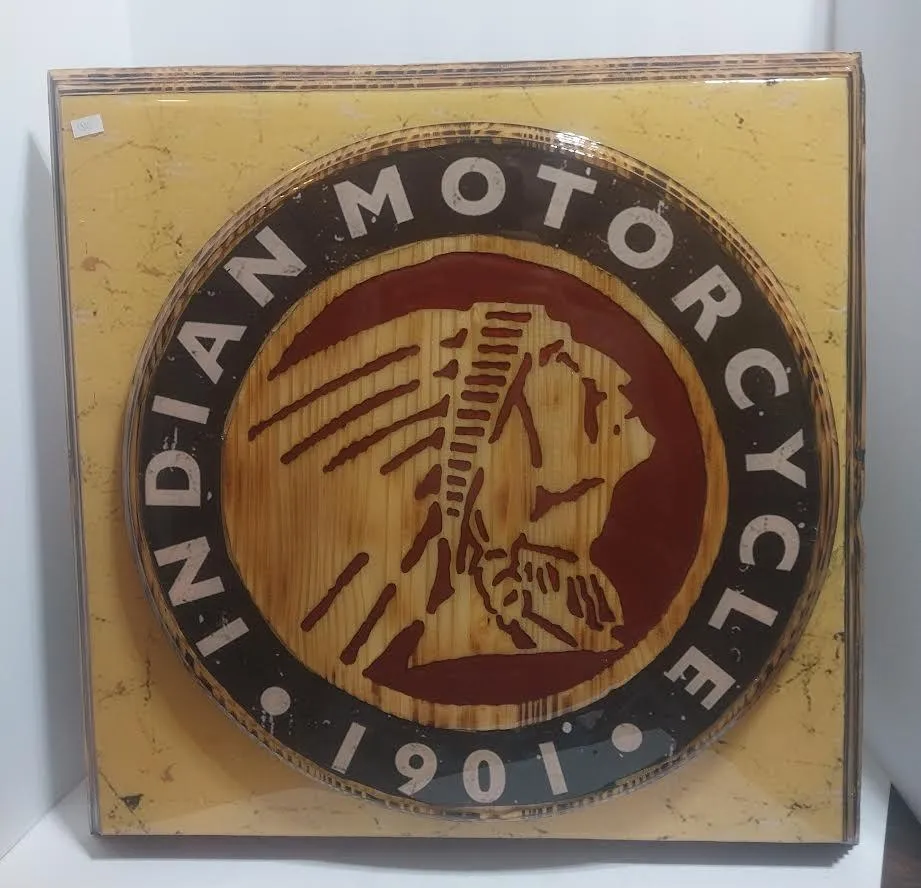 INDIAN MOTORCYCLE
• 1901 •